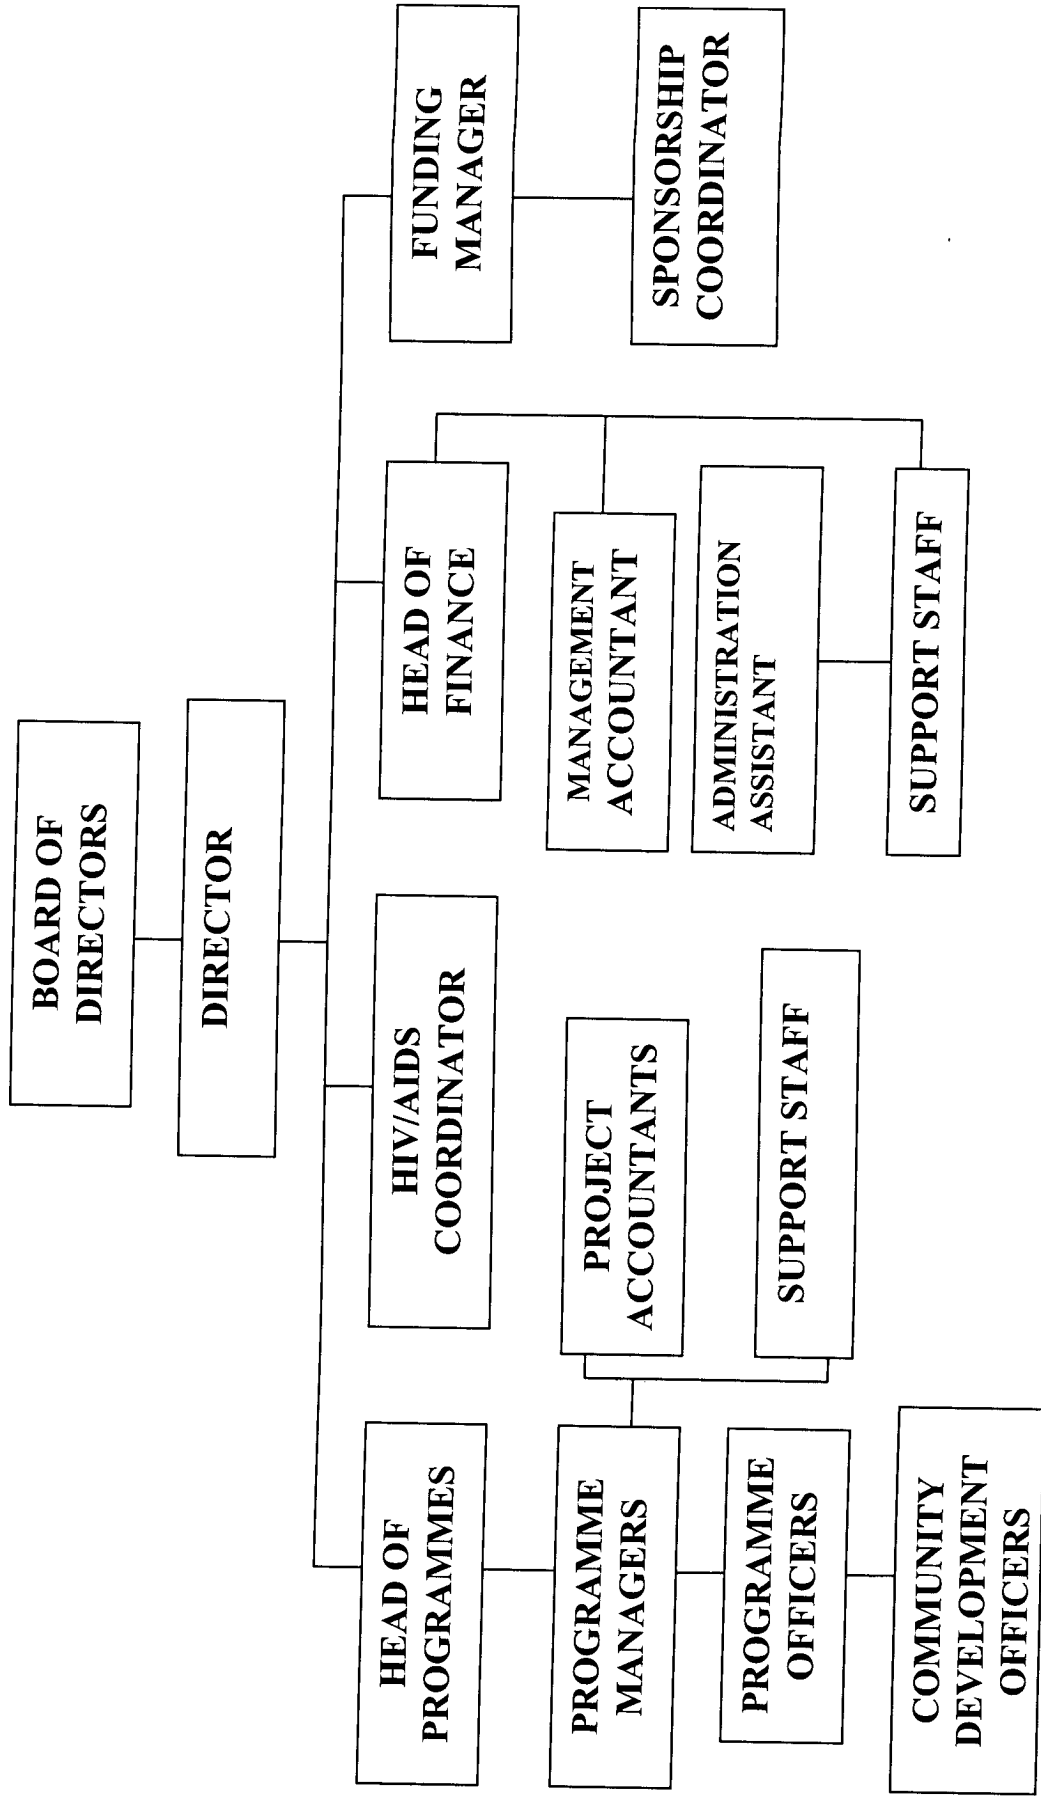 BOARD OF
DIRECTORS
DIRECTOR
HEAD OF
PROGRAMMES
HIV/AIDS
COORDINATOR
HEAD OF
FINANCE
FUNDING
MANAGER
PROGRAMME
MANAGERS
PROJECT
ACCOUNTANTS
MANAGEMENT
ACCOUNTANT
SPONSORSHIP
COORDINATOR
PROGRAMME
OFFICERS
SUPPORT STAFF
ADMINISTRATION
ASSISTANT
COMMUNITY
DEVELOPMENT
OFFICERS
SUPPORT STAFF